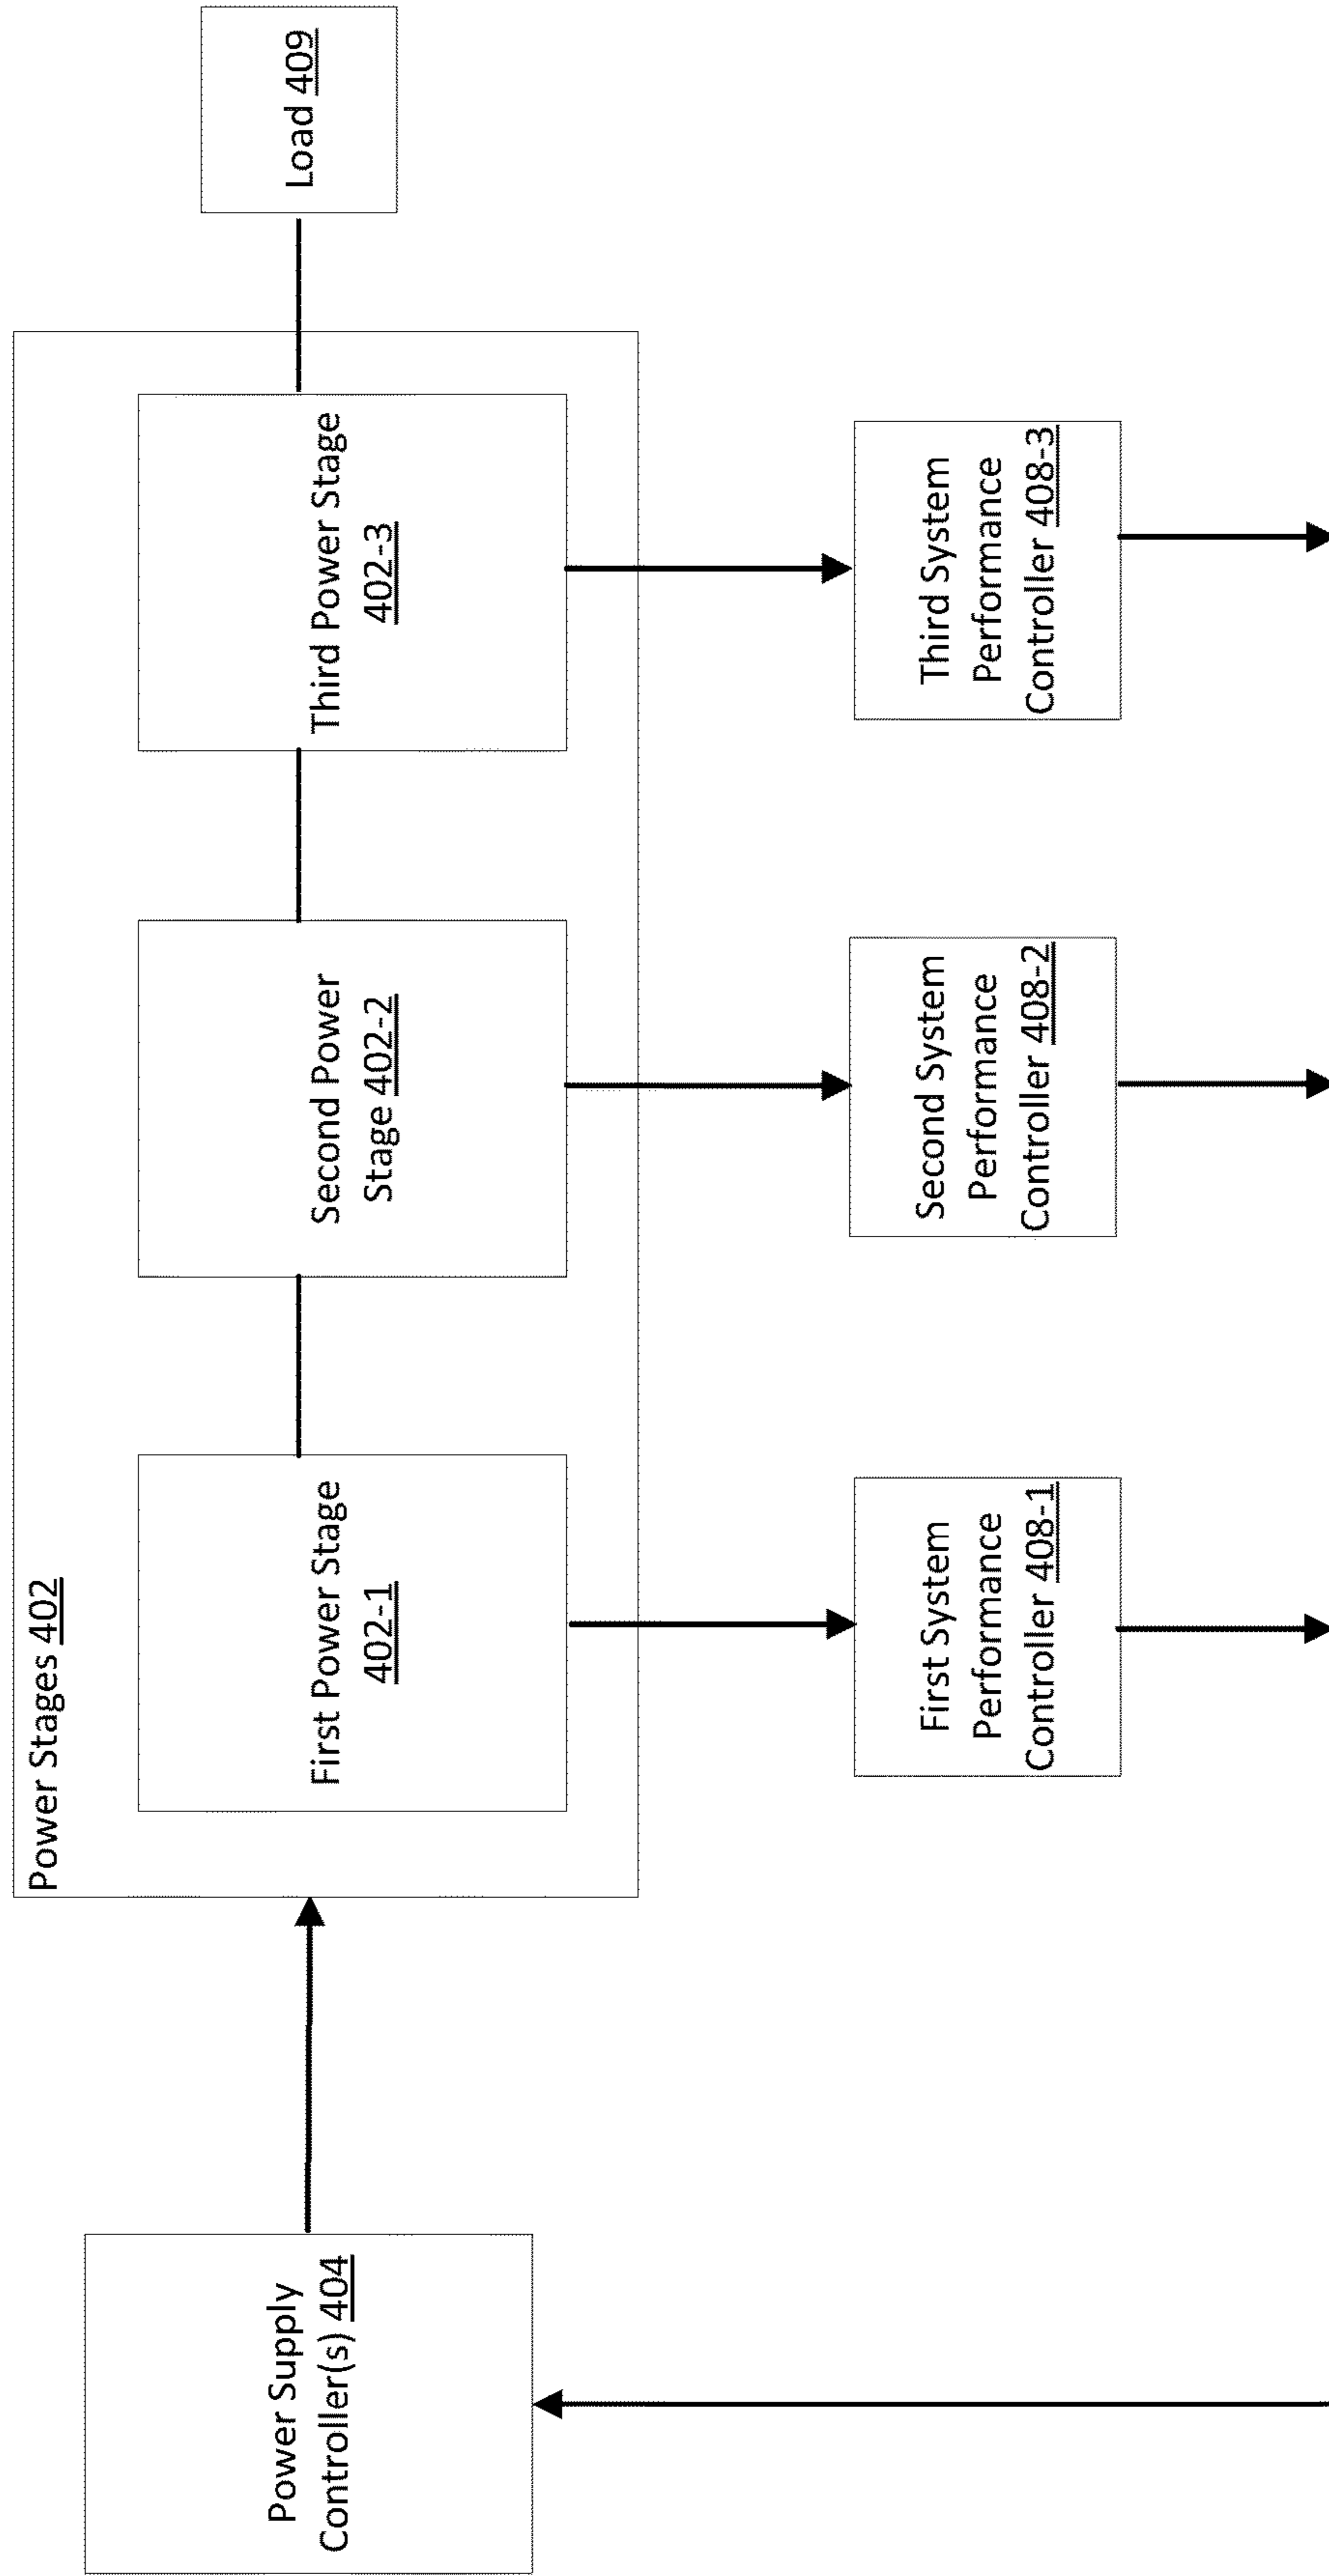 Power Stages 402
Power Supply
Controller(s) 404
First Power Stage
402-1
Second Power
Stage 402-2
Third Power Stage
402-3
Load 409
First System
Performance
Controller 408-1
Second System
Performance
Controller 408-2
Third System
Performance
Controller 408-3